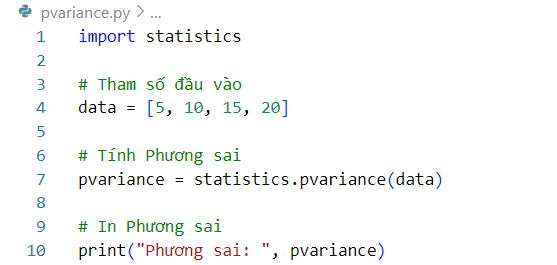 pvariance.py > ...
1 import statistics
2
3 # Tham số đầu vào
4 data = [5, 10, 15, 20]
5
6 # Tính Phương sai
7 pvariance = statistics.pvariance(data)
8
9 # In Phương sai
10 print("Phương sai: ", pvariance)